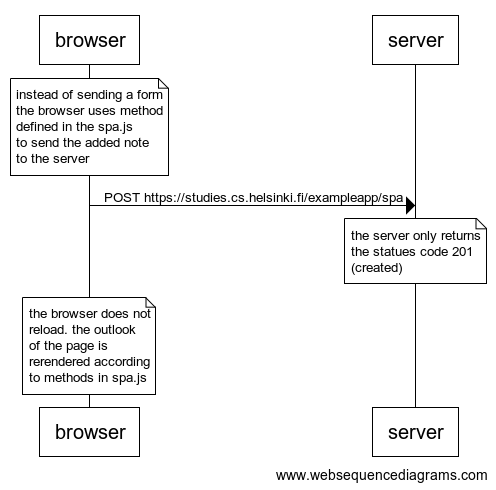 browser
server
instead of sending a form
the browser uses method
defined in the spa.js
to send the added note
to the server
POST https://studies.cs.helsinki.fi/exampleapp/spa
the server only returns
the statues code 201
(created)
the browser does not
reload. the outlook
of the page is
rerendered according
to methods in spa.js
browser
server
www.websequencediagrams.com